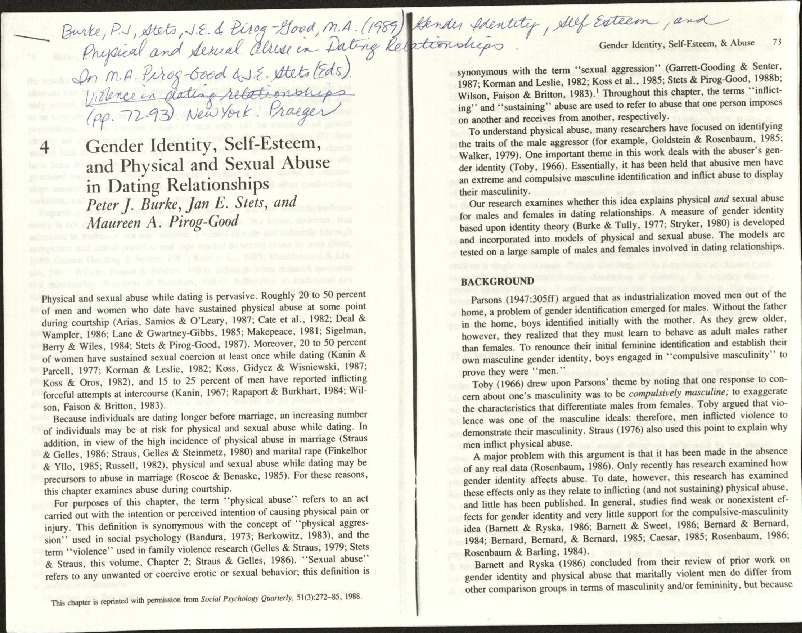 Burke, P.J., Stets, J.E. & Pirog-Good, M.A. (1989) Gender Identity, Self Esteem, and
Physical and Sexual Abuse in Dating Relationships.
In M.A. Pirog-Good & J.E. Stets (Eds).
Violence in dating relationships
(pp. 72-93) New York. Praeger
4 Gender Identity, Self-Esteem,
and Physical and Sexual Abuse
in Dating Relationships
Peter J. Burke, Jan E. Stets, and
Maureen A. Pirog-Good
Physical and sexual abuse while dating is pervasive. Roughly 20 to 50 percent
of men and women who date have sustained physical abuse at some point
during courtship (Arias, Samios & O'Leary, 1987; Cate et al., 1982; Deal &
Wampler, 1986; Lane & Gwartney-Gibbs, 1985; Makepeace, 1981; Sigelman,
Berry & Wiles, 1984; Stets & Pirog-Good, 1987). Moreover, 20 to 50 percent
of women have sustained sexual coercion at least once while dating (Kanin &
Parcell, 1977; Korman & Leslie, 1982; Koss, Gidycz & Wisniewski, 1987;
Koss & Oros, 1982), and 15 to 25 percent of men have reported inflicting
forceful attempts at intercourse (Kanin, 1967; Rapaport & Burkhart, 1984; Wil-
son, Faison & Britton, 1983).
Because individuals are dating longer before marriage, an increasing number
of individuals may be at risk for physical and sexual abuse while dating. In
addition, in view of the high incidence of physical abuse in marriage (Straus
& Gelles, 1986; Straus, Gelles & Steinmetz, 1980) and marital rape (Finkelhor
& Yllo, 1985; Russell, 1982), physical and sexual abuse while dating may be
precursors to abuse in marriage (Roscoe & Benaske, 1985). For these reasons,
this chapter examines abuse during courtship.
For purposes of this chapter, the term "physical abuse" refers to an act
carried out with the intention or perceived intention of causing physical pain or
injury. This definition is synonymous with the concept of "physical aggres-
sion" used in social psychology (Bandura, 1973; Berkowitz, 1983), and the
term "violence" used in family violence research (Gelles & Straus, 1979; Stets
& Straus, this volume, Chapter 2; Straus & Gelles, 1986). "Sexual abuse"
refers to any unwanted or coercive erotic or sexual behavior; this definition is
This chapter is reprinted with permission from Social Psychology Quarterly, 51(3):272–85, 1988.
Gender Identity, Self-Esteem, & Abuse 73
synonymous with the term "sexual aggression" (Garrett-Gooding & Senter,
1987; Korman and Leslie, 1982; Koss et al., 1985; Stets & Pirog-Good, 1988b;
Wilson, Faison & Britton, 1983).¹ Throughout this chapter, the terms "inflict-
ing" and "sustaining" abuse are used to refer to abuse that one person imposes
on another and receives from another, respectively.
To understand physical abuse, many researchers have focused on identifying
the traits of the male aggressor (for example, Goldstein & Rosenbaum, 1985;
Walker, 1979). One important theme in this work deals with the abuser's gen-
der identity (Toby, 1966). Essentially, it has been held that abusive men have
an extreme and compulsive masculine identification and inflict abuse to display
their masculinity.
Our research examines whether this idea explains physical and sexual abuse
for males and females in dating relationships. A measure of gender identity
based upon identity theory (Burke & Tully, 1977; Stryker, 1980) is developed
and incorporated into models of physical and sexual abuse. The models are
tested on a large sample of males and females involved in dating relationships.
BACKGROUND
Parsons (1947:305ff) argued that as industrialization moved men out of the
home, a problem of gender identification emerged for males. Without the father
in the home, boys identified initially with the mother. As they grew older,
however, they realized that they must learn to behave as adult males rather
than females. To renounce their initial feminine identification and establish their
own masculine gender identity, boys engaged in "compulsive masculinity" to
prove they were "men."
Toby (1966) drew upon Parsons' theme by noting that one response to con-
cern about one's masculinity was to be compulsively masculine; to exaggerate
the characteristics that differentiate males from females. Toby argued that vio-
lence was one of the masculine ideals: therefore, men inflicted violence to
demonstrate their masculinity. Straus (1976) also used this point to explain why
men inflict physical abuse.
A major problem with this argument is that it has been made in the absence
of any real data (Rosenbaum, 1986). Only recently has research examined how
gender identity affects abuse. To date, however, this research has examined
these effects only as they relate to inflicting (and not sustaining) physical abuse,
and little has been published. In general, studies find weak or nonexistent ef-
fects for gender identity and very little support for the compulsive-masculinity
idea (Barnett & Ryska, 1986; Barnett & Sweet, 1986; Bernard & Bernard,
1984; Bernard, Bernard, & Bernard, 1985; Caesar, 1985; Rosenbaum, 1986;
Rosenbaum & Barling, 1984).
Barnett and Ryska (1986) concluded from their review of prior work on
gender identity and physical abuse that maritally violent men do differ from
other comparison groups in terms of masculinity and/or femininity, but because